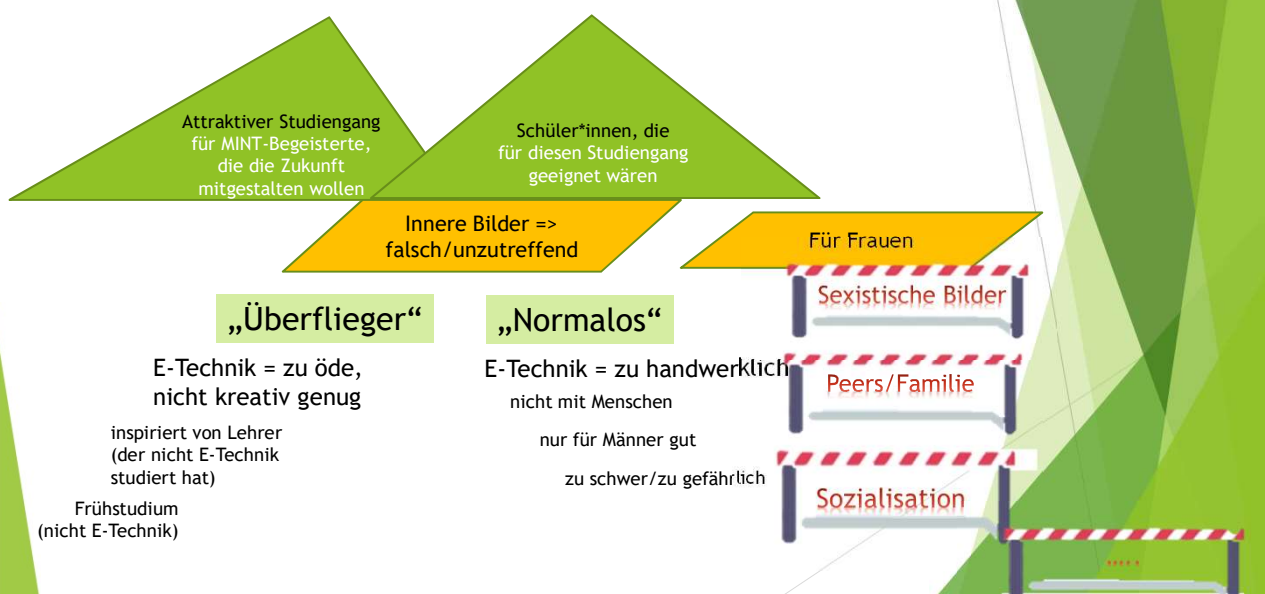 Attraktiver Studiengang
für MINT-Begeisterte,
die die Zukunft
mitgestalten wollen
Schüler*innen, die
für diesen Studiengang
geeignet wären
Innere Bilder =>
falsch/unzutreffend
Für Frauen
„Überflieger“
E-Technik = zu öde,
nicht kreativ genug
inspiriert von Lehrer
(der nicht E-Technik
studiert hat)
Frühstudium
(nicht E-Technik)
„Normalos“
E-Technik = zu handwerklich
nicht mit Menschen
nur für Männer gut
zu schwer/zu gefährlich
Sexistische Bilder
Peers/Familie
Sozialisation
.....